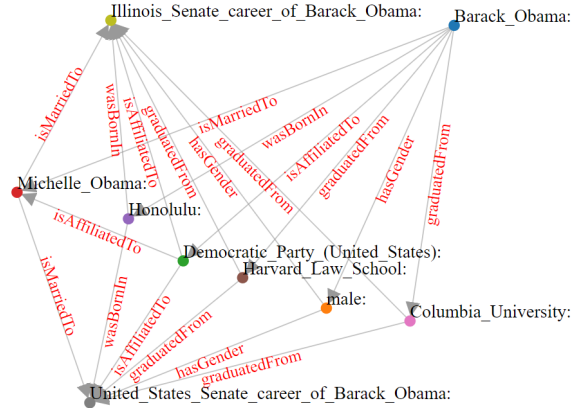 Illinois_Senate_career_of_Barack_Obama:
Barack_Obama:
isMarriedTo
wasBornIn
isAffiliatedTo
graduatedFrom
hasGender
graduatedFrom
isMarriedTo
wasBornIn
isAffiliatedTo
graduatedFrom
hasGender
graduatedFrom
Michelle_Obama:
Honolulu:
isAffiliatedTo
Democratic_Party_(United_States):
Harvard_Law_School:
male:
Columbia_University:
isMarriedTo
wasBornIn
isAffiliatedTo
graduatedFrom
hasGender
graduatedFrom
United_States_Senate_career_of_Barack_Obama: